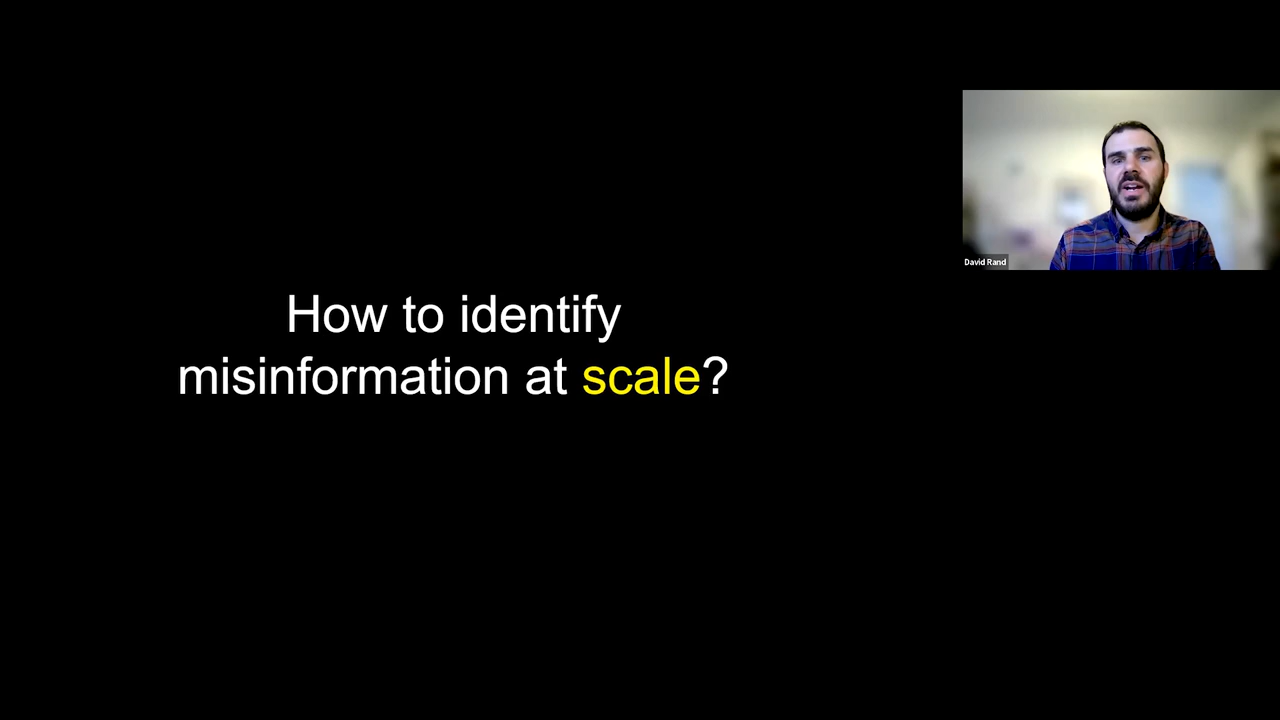 How to identify
misinformation at scale?
David Rand